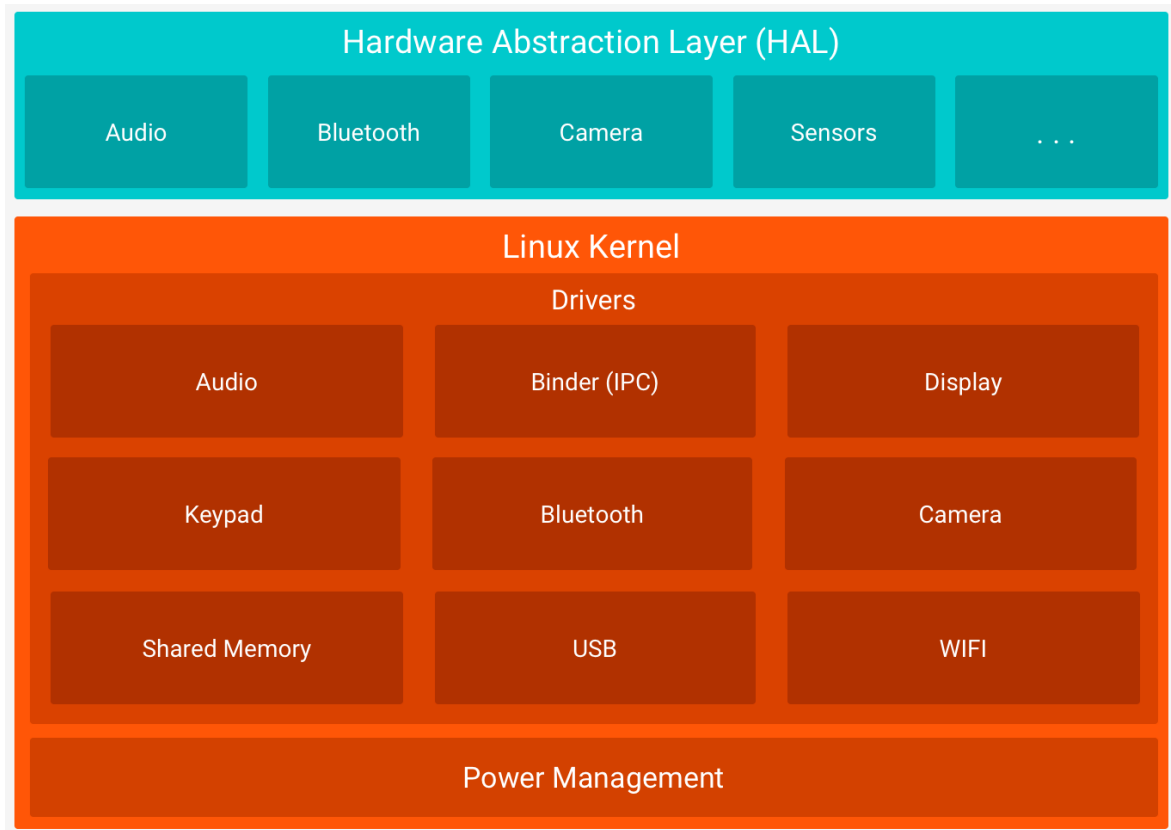 Hardware Abstraction Layer (HAL)
Audio
Bluetooth
Camera
Sensors
. . .
Linux Kernel
Drivers
Audio
Binder (IPC)
Display
Keypad
Bluetooth
Camera
Shared Memory
USB
WIFI
Power Management